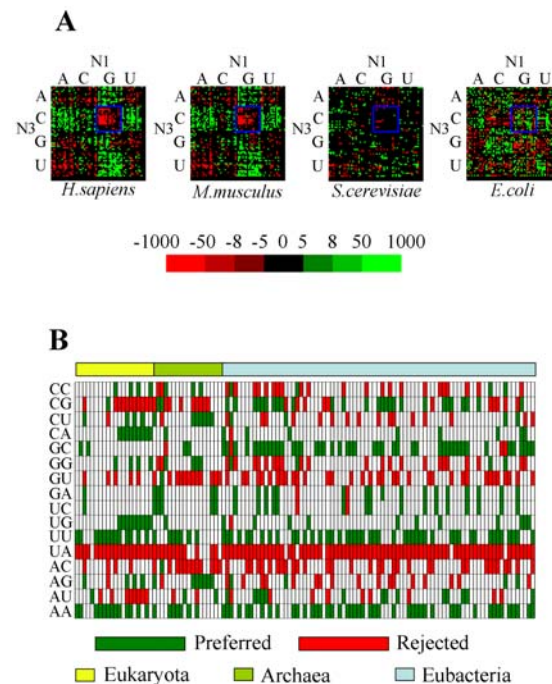 A
N1 N1 N1 N1
A C G U A C G U A C G U A C G U
A A A A
N3 C N3 C N3 C N3 C
G G G G
U U U U
H.sapiens M.musculus S.cerevisiae E.coli
-1000 -50 -8 -5 0 5 8 50 1000
B
CC
CG
CU
CA
GC
GG
GU
GA
UC
UG
UU
UA
AC
AG
AU
AA
Preferred Rejected
Eukaryota Archaea Eubacteria